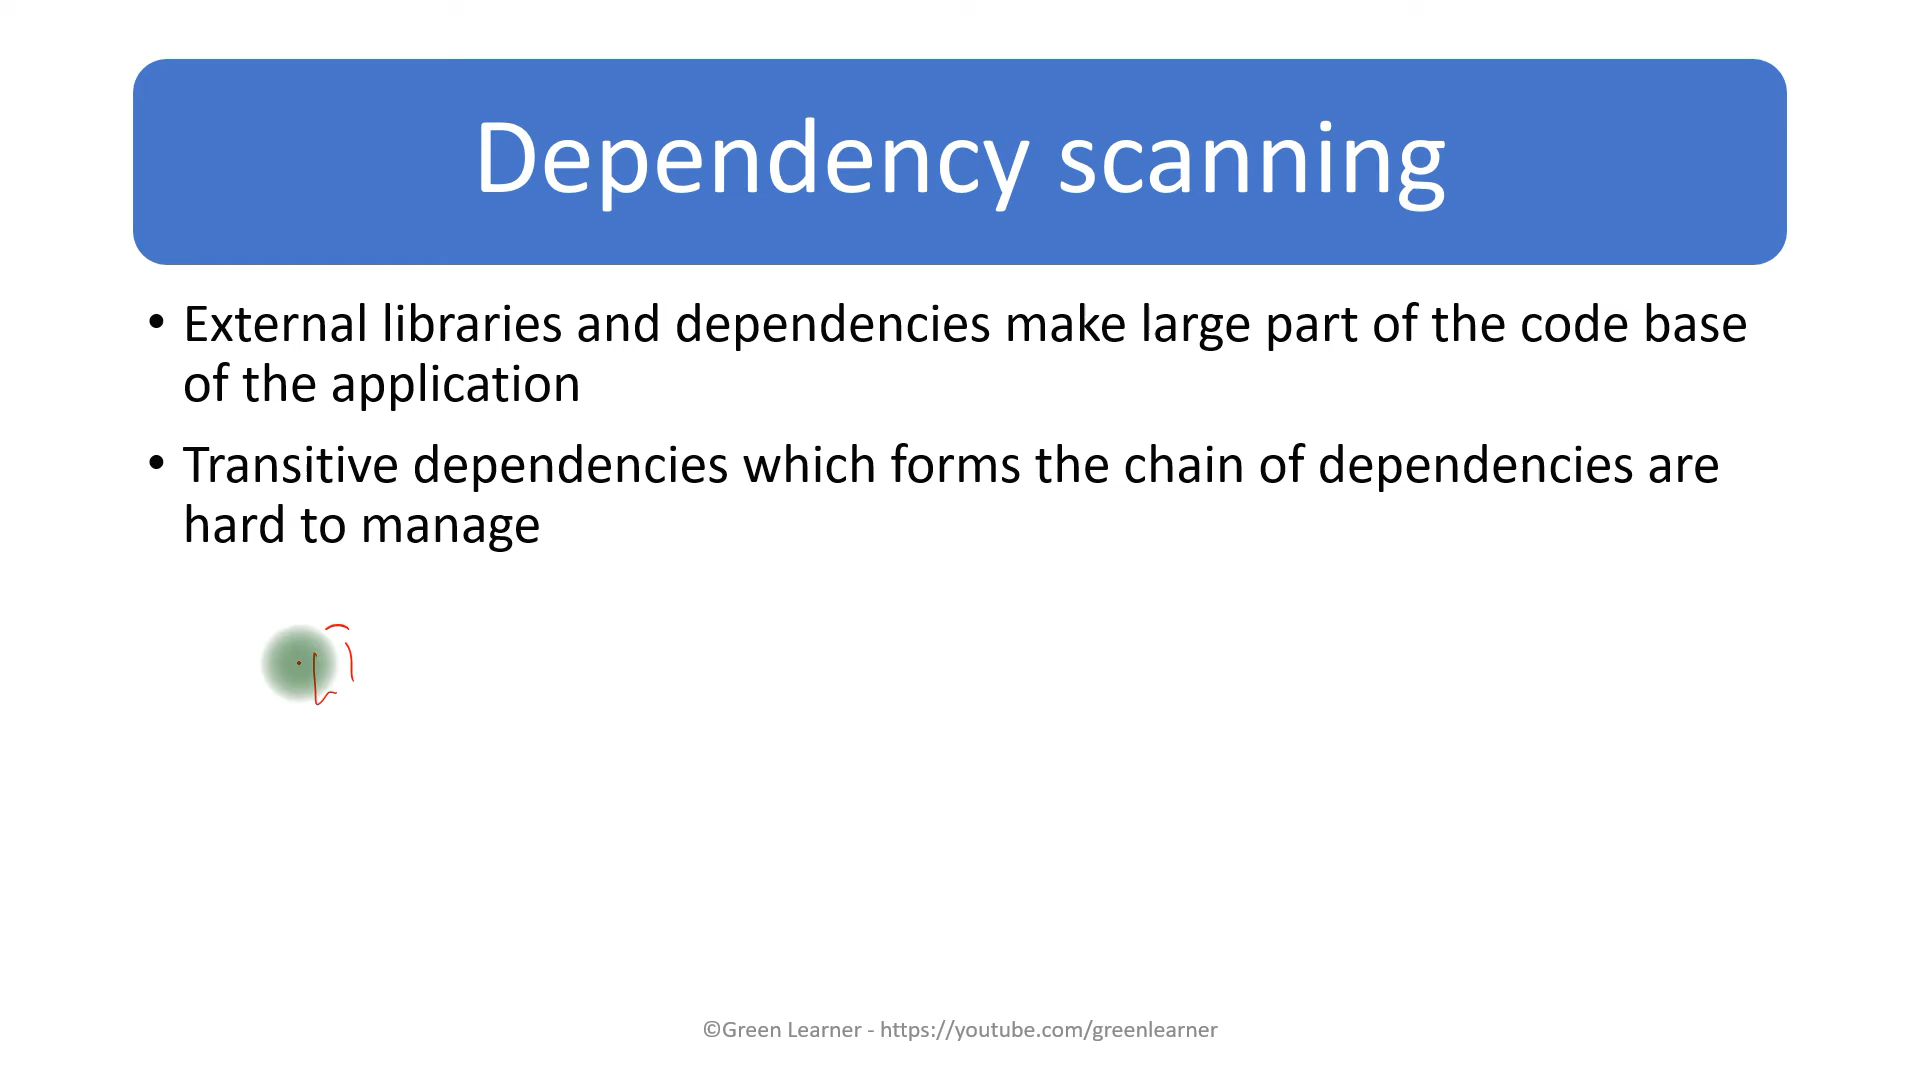 Dependency scanning
• External libraries and dependencies make large part of the code base
of the application
• Transitive dependencies which forms the chain of dependencies are
hard to manage
©Green Learner - https://youtube.com/greenlearner